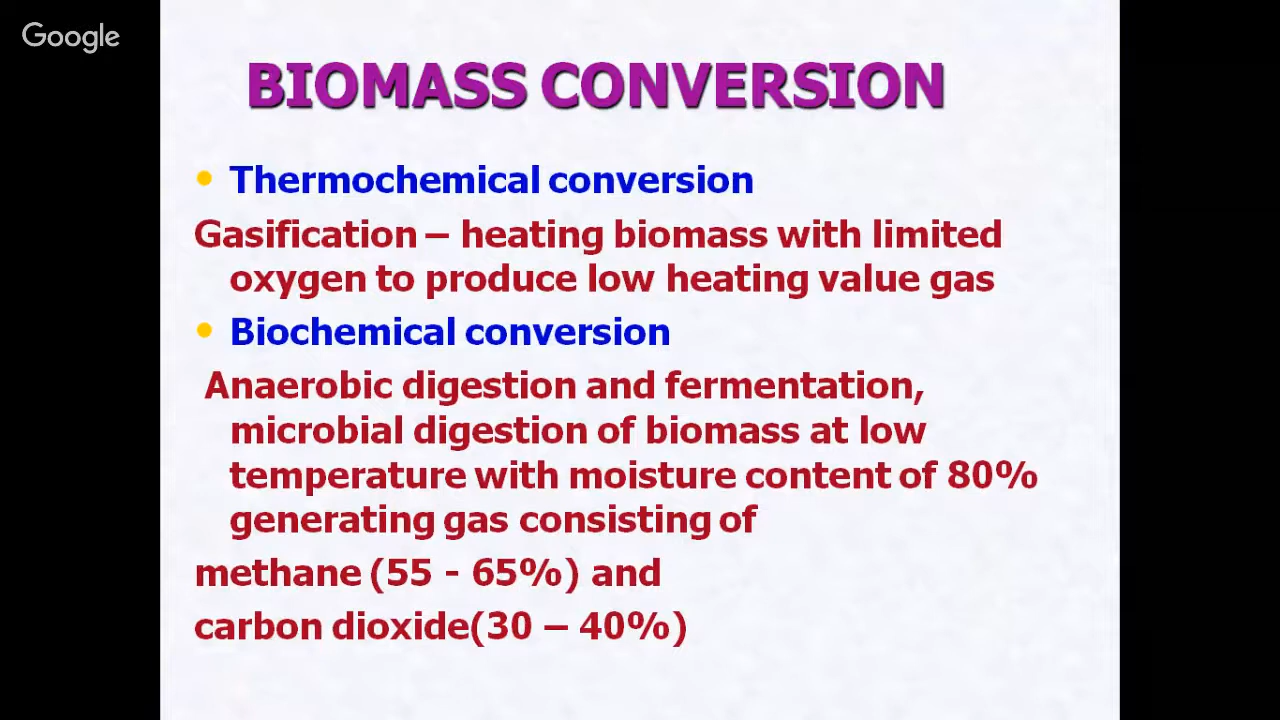 Google
BIOMASS CONVERSION
• Thermochemical conversion
Gasification – heating biomass with limited
oxygen to produce low heating value gas
• Biochemical conversion
Anaerobic digestion and fermentation,
microbial digestion of biomass at low
temperature with moisture content of 80%
generating gas consisting of
methane (55 - 65%) and
carbon dioxide(30 – 40%)